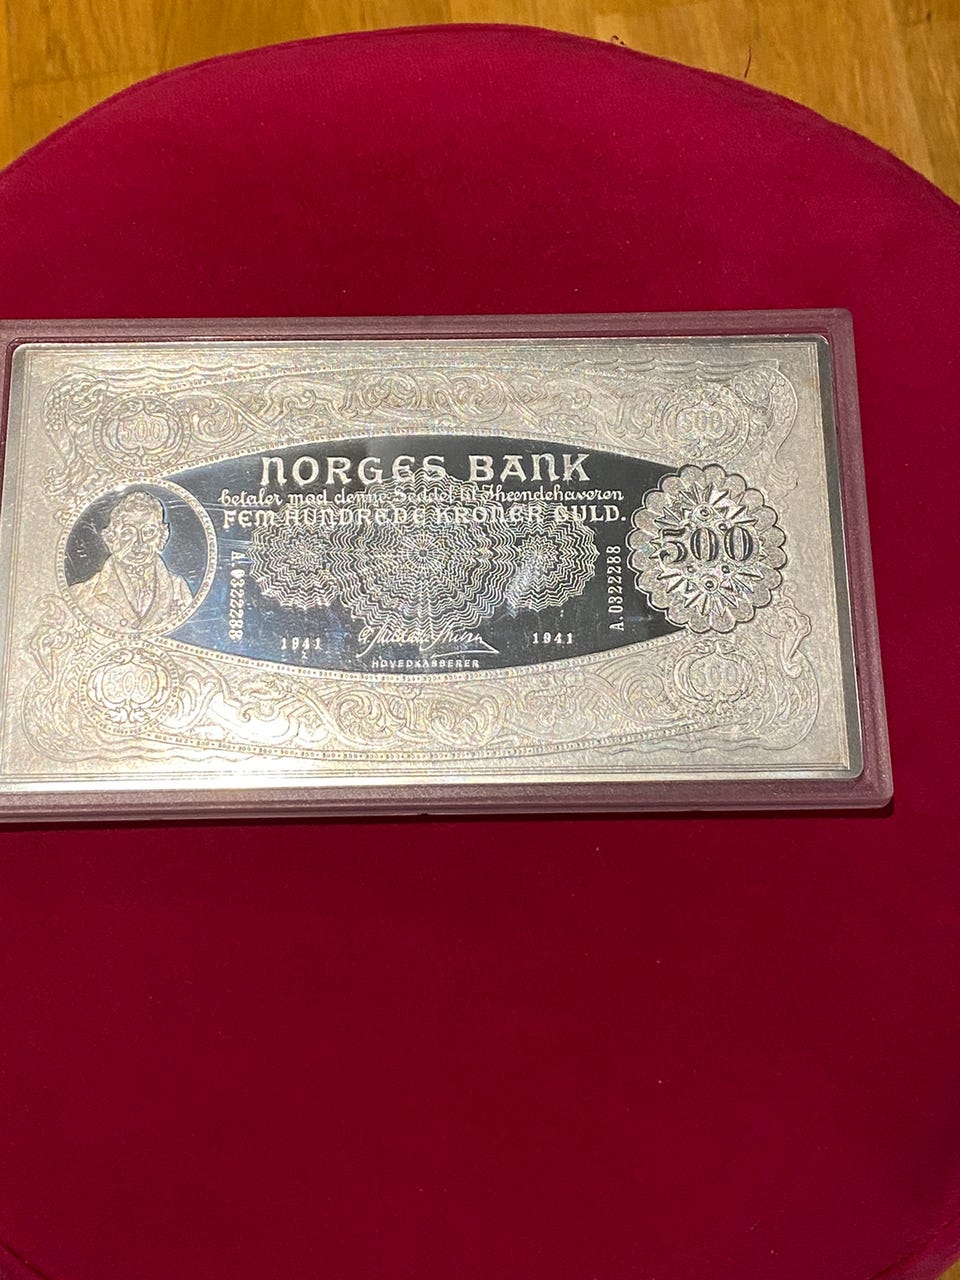 500
500
NORGES BANK
betaler mod denne Seddel til Ihændehaveren
FEM HUNDREDE KRONER GULD.
500
A.0322288
A.0322288
1941
1941
HOVEDKASSERER
500
500